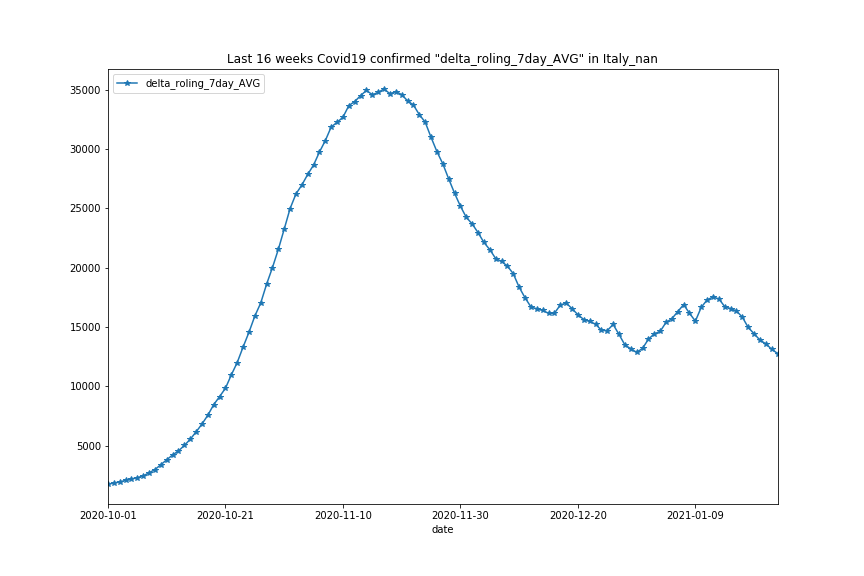 Last 16 weeks Covid19 confirmed "delta_roling_7day_AVG" in Italy_nan
delta_roling_7day_AVG
35000
30000
25000
20000
15000
10000
5000
2020-10-01 2020-10-21 2020-11-10 2020-11-30 2020-12-20 2021-01-09
date